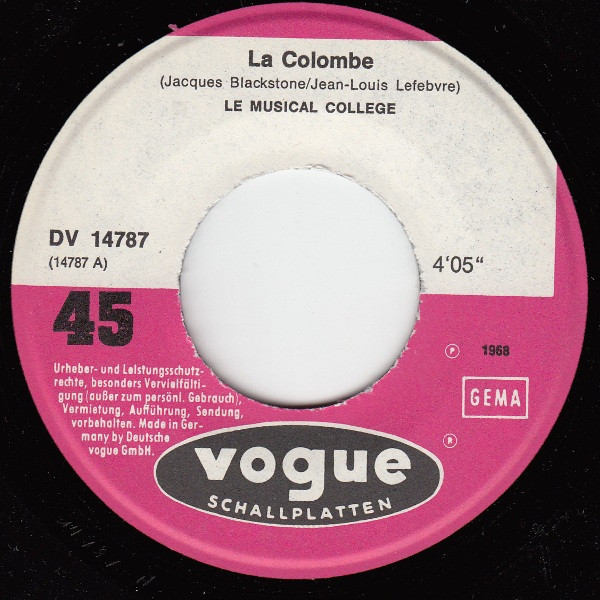 La Colombe
(Jacques Blackstone/Jean-Louis Lefebvre)
LE MUSICAL COLLEGE
DV 14787
(14787 A)
4‘05“
45
℗ 1968
Urheber- und Leistungsschutz-
rechte, besonders Vervielfälti-
gung (außer zum persönl. Gebrauch),
Vermietung, Aufführung, Sendung,
vorbehalten. Made in Ger-
many by Deutsche
vogue GmbH.
GEMA
®
vogue
SCHALLPLATTEN